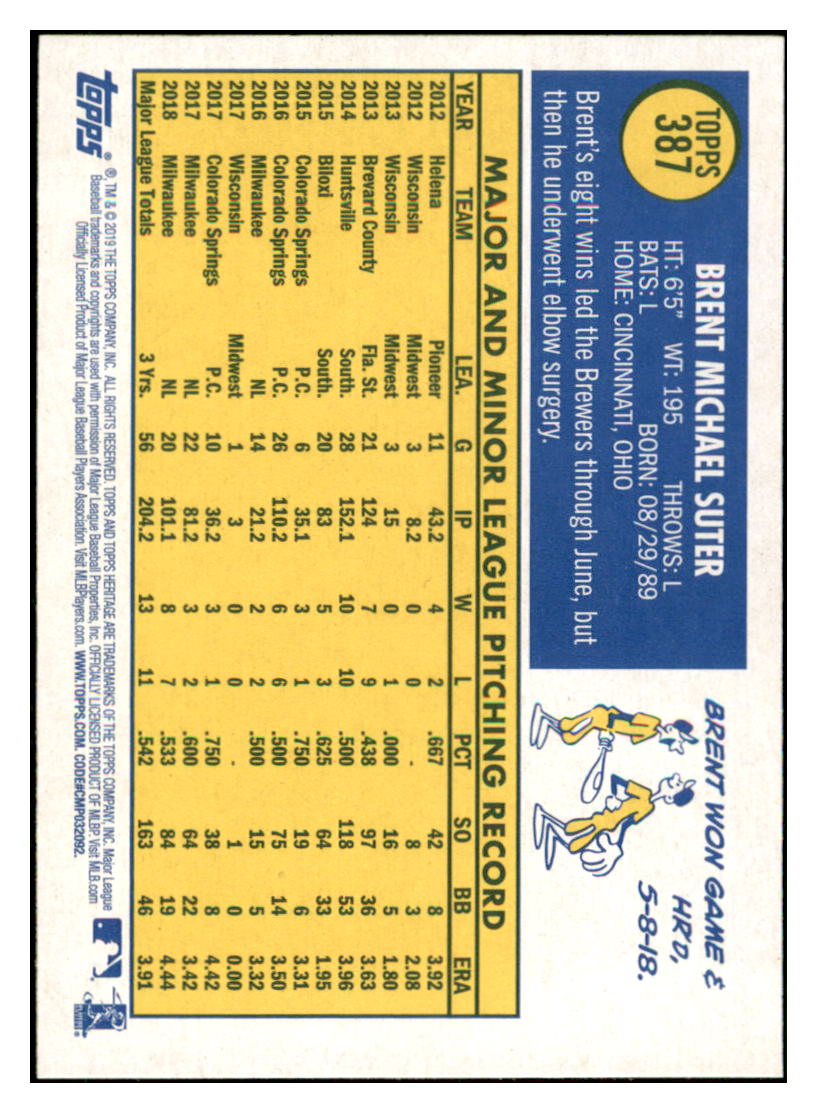 TOPPS
387
BRENT MICHAEL SUTER
HT: 6'5" WT: 195 THROWS: L
BATS: L BORN: 08/29/89
HOME: CINCINNATI, OHIO
Brent's eight wins led the Brewers through June, but
then he underwent elbow surgery.
BRENT WON GAME &
HR'D,
5-8-18.
MAJOR AND MINOR LEAGUE PITCHING RECORD
YEAR TEAM LEA. G IP W L PCT SO BB ERA
2012 Helena Pioneer 11 43.2 4 2 .667 42 8 3.92
2012 Wisconsin Midwest 3 8.2 0 0 - 8 3 2.08
2013 Wisconsin Midwest 3 15 0 1 .000 16 5 1.80
2013 Brevard County Fla. St. 21 124 7 9 .438 97 36 3.63
2014 Huntsville South. 28 152.1 10 10 .500 118 53 3.96
2015 Biloxi South. 20 83 5 3 .625 64 33 1.95
2015 Colorado Springs P.C. 6 35.1 3 1 .750 19 6 3.31
2016 Colorado Springs P.C. 26 110.2 6 6 .500 75 14 3.50
2016 Milwaukee NL 14 21.2 2 2 .500 15 5 3.32
2017 Wisconsin Midwest 1 3 0 0 - 1 0 0.00
2017 Colorado Springs P.C. 10 36.2 3 1 .750 38 8 4.42
2017 Milwaukee NL 22 81.2 3 2 .600 64 22 3.42
2018 Milwaukee NL 20 101.1 8 7 .533 84 19 4.44
Major League Totals 3 Yrs. 56 204.2 13 11 .542 163 46 3.91
topps®
®, TM & © 2019 THE TOPPS COMPANY, INC. ALL RIGHTS RESERVED. TOPPS AND TOPPS HERITAGE ARE TRADEMARKS OF THE TOPPS COMPANY, INC. Major League
Baseball trademarks and copyrights are used with permission of Major League Baseball Properties, Inc. OFFICIALLY LICENSED PRODUCT OF MLBP. Visit MLB.com
Officially Licensed Product of Major League Baseball Players Association. Visit MLBPlayers.com. WWW.TOPPS.COM. CODE#CMP032092.